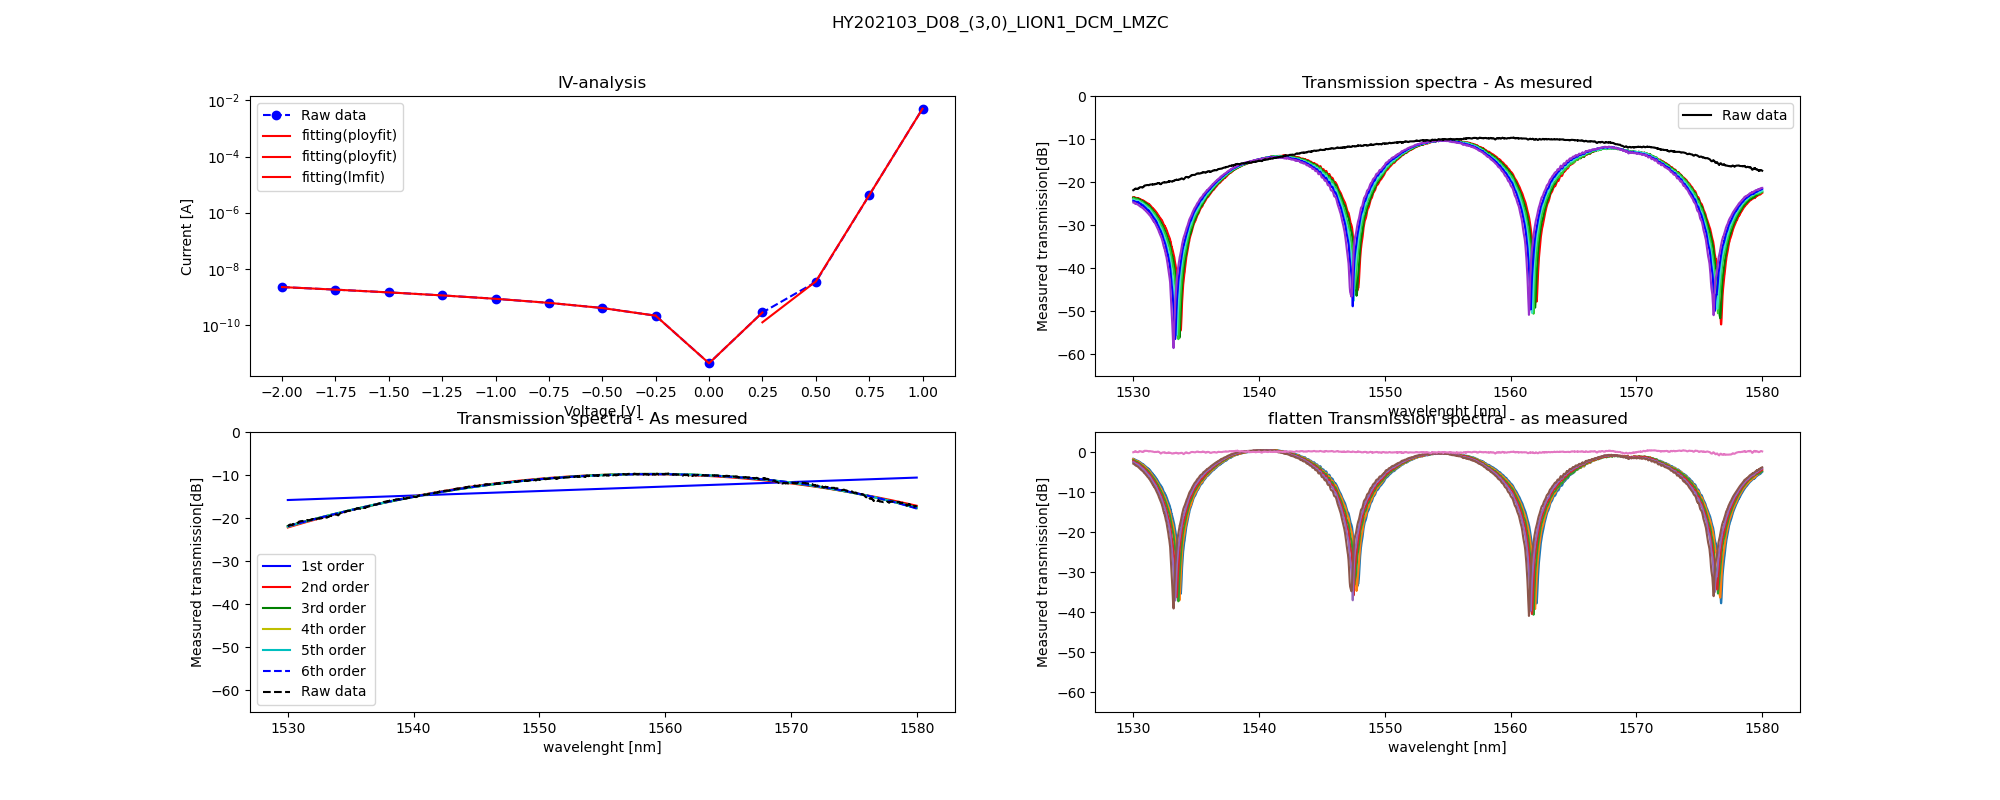 HY202103_D08_(3,0)_LION1_DCM_LMZC
IV-analysis
Current [A]
10⁻²
10⁻⁴
10⁻⁶
10⁻⁸
10⁻¹⁰
Raw data
fitting(ployfit)
fitting(ployfit)
fitting(lmfit)
−2.00 −1.75 −1.50 −1.25 −1.00 −0.75 −0.50 −0.25 0.00 0.25 0.50 0.75 1.00
Voltage [V]
Transmission spectra - As mesured
Measured transmission[dB]
0
−10
−20
−30
−40
−50
−60
Raw data
1530 1540 1550 1560 1570 1580
wavelenght [nm]
Transmission spectra - As mesured
Measured transmission[dB]
0
−10
−20
−30
−40
−50
−60
1st order
2nd order
3rd order
4th order
5th order
6th order
Raw data
1530 1540 1550 1560 1570 1580
wavelenght [nm]
flatten Transmission spectra - as measured
Measured transmission[dB]
0
−10
−20
−30
−40
−50
−60
1530 1540 1550 1560 1570 1580
wavelenght [nm]